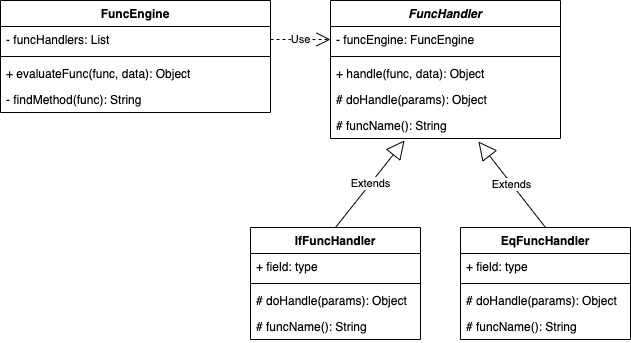 FuncEngine
- funcHandlers: List
+ evaluateFunc(func, data): Object
- findMethod(func): String
Use
FuncHandler
- funcEngine: FuncEngine
+ handle(func, data): Object
# doHandle(params): Object
# funcName(): String
Extends
Extends
IfFuncHandler
+ field: type
# doHandle(params): Object
# funcName(): String
EqFuncHandler
+ field: type
# doHandle(params): Object
# funcName(): String